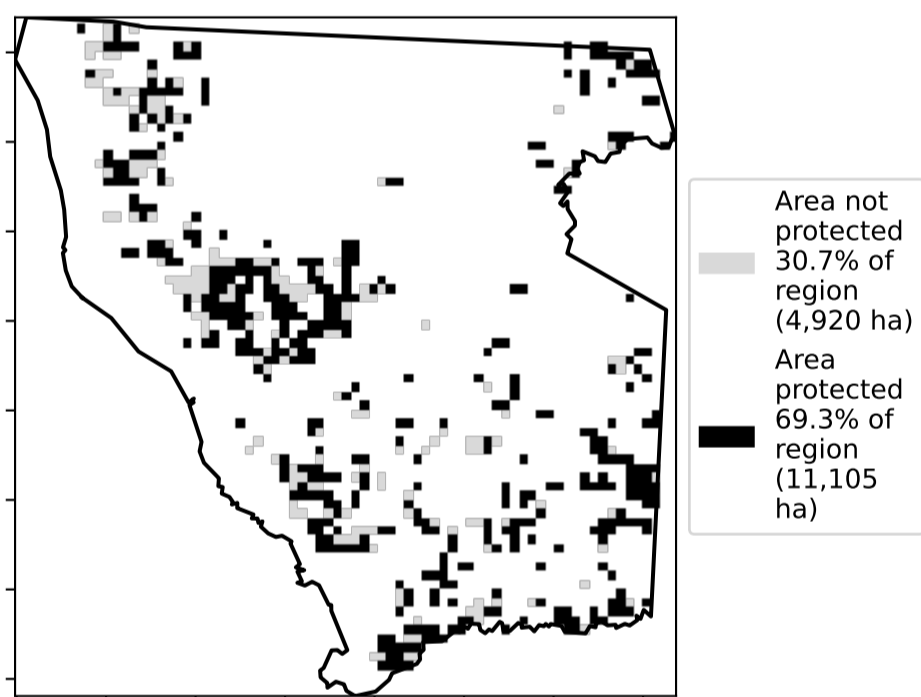 Area not
protected
30.7% of
region
(4,920 ha)
Area
protected
69.3% of
region
(11,105
ha)